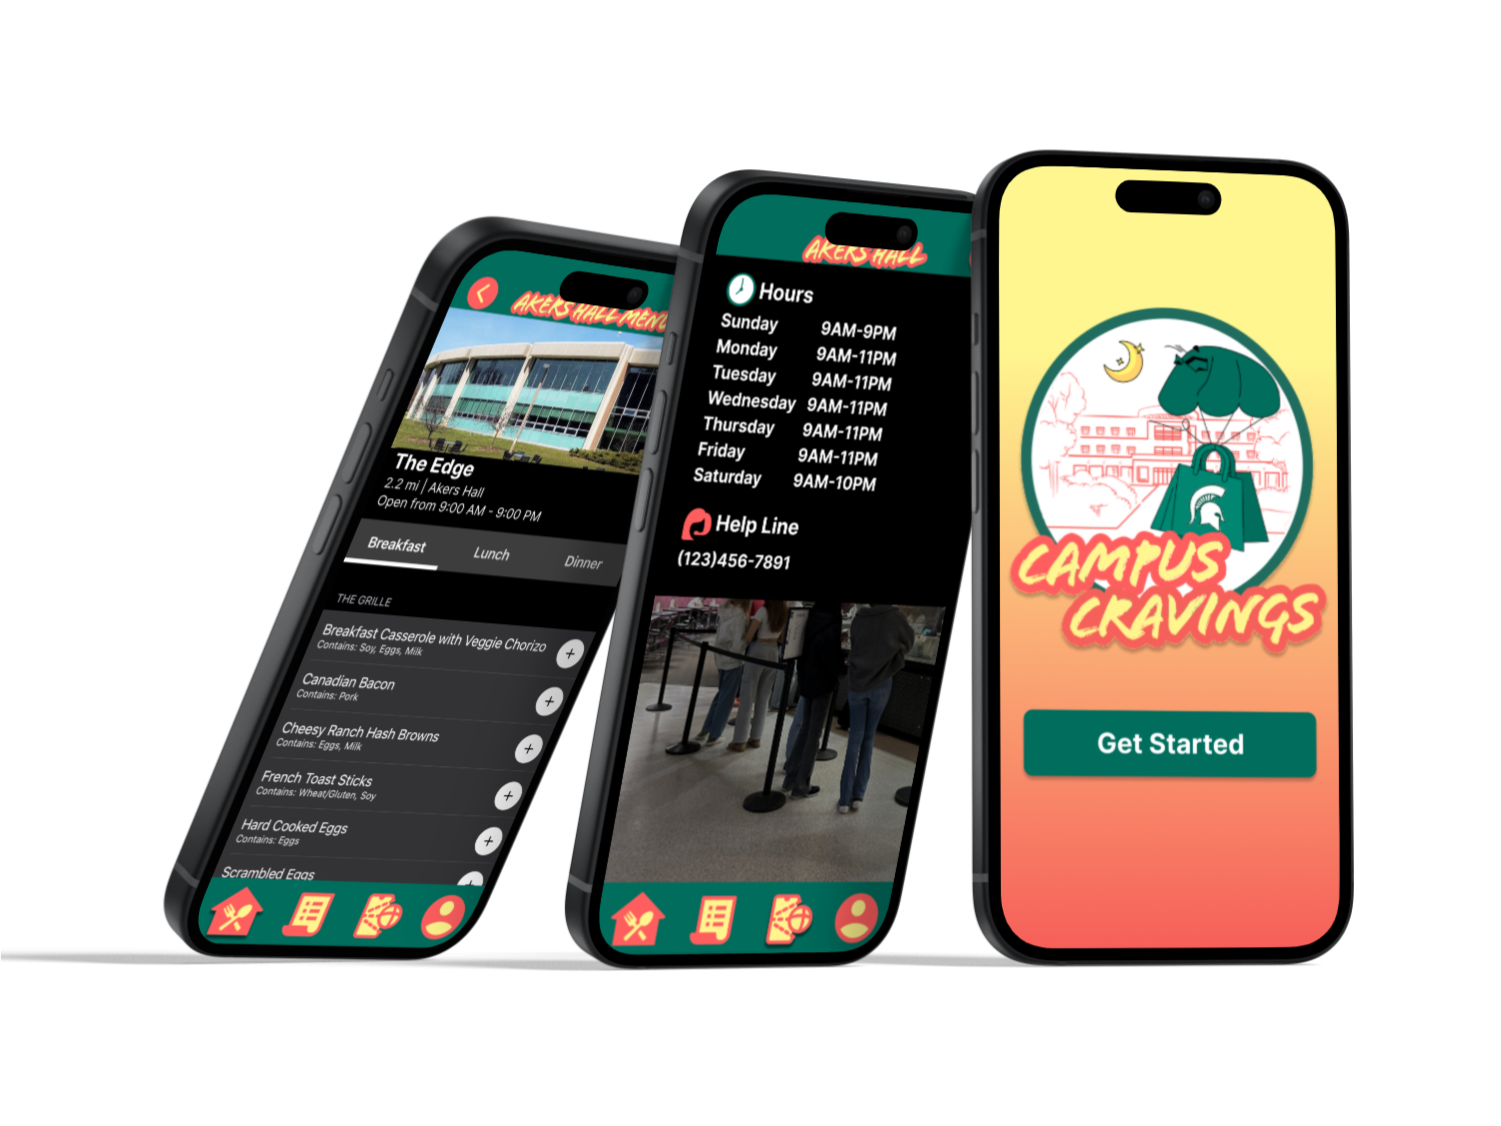 AKERS HALL MENU
The Edge
2.2 mi | Akers Hall
Open from 9:00 AM - 9:00 PM
Breakfast Lunch Dinner
THE GRILLE
Breakfast Casserole with Veggie Chorizo
Contains: Soy, Eggs, Milk
Canadian Bacon
Contains: Pork
Cheesy Ranch Hash Browns
Contains: Eggs, Milk
French Toast Sticks
Contains: Wheat/Gluten, Soy
Hard Cooked Eggs
Contains: Eggs
Scrambled Eggs
AKERS HALL
Hours
Sunday 9AM-9PM
Monday 9AM-11PM
Tuesday 9AM-11PM
Wednesday 9AM-11PM
Thursday 9AM-11PM
Friday 9AM-11PM
Saturday 9AM-10PM
Help Line
(123)456-7891
CAMPUS
CRAVINGS
Get Started